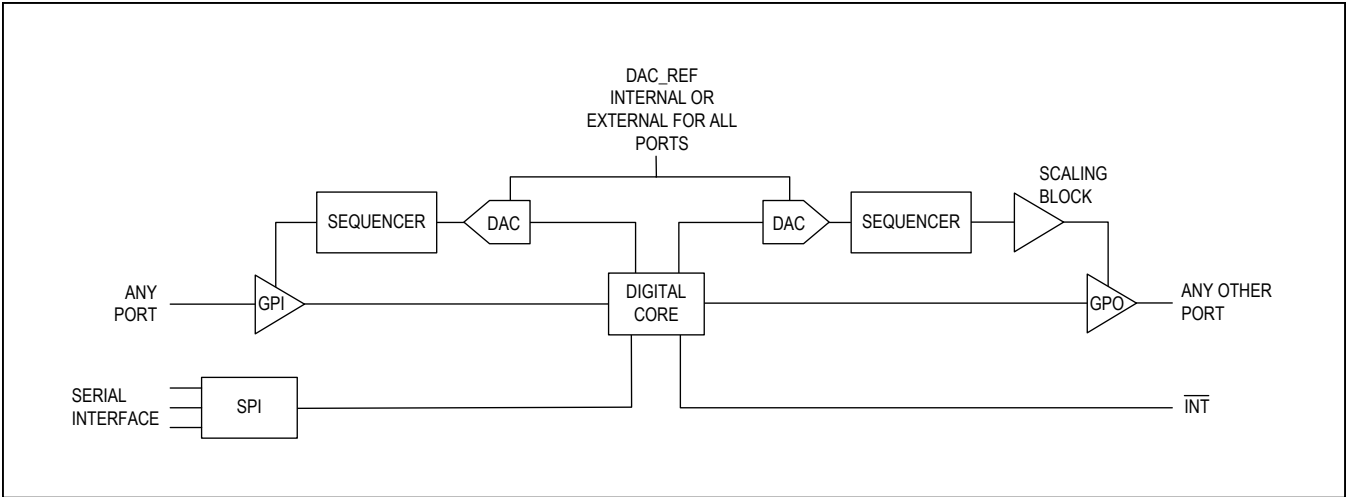 DAC_REF
INTERNAL OR
EXTERNAL FOR ALL
PORTS
SCALING
BLOCK
SEQUENCER
DAC
DAC
SEQUENCER
ANY
PORT
GPI
DIGITAL
CORE
GPO
ANY OTHER
PORT
SERIAL
INTERFACE
SPI
INT